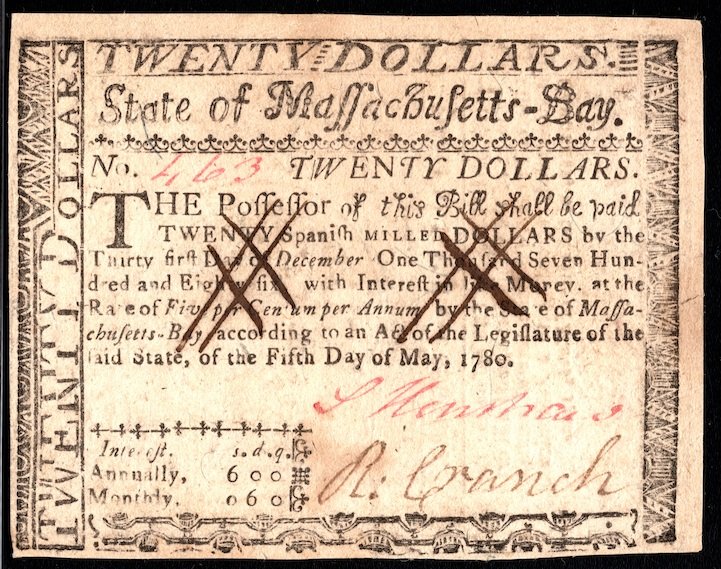 TWENTY DOLLARS.
State of Maſſachuſetts-Bay.
No. 463 TWENTY DOLLARS.
THE Poſſeſſor of this Bill ſhall be paid
TWENTY Spaniſh MILLED DOLLARS by the
Thirty firſt Day of December One Thouſand Seven Hun-
dred and Eighty ſix with Intereſt in like Money, at the
Rate of Five per Centum per Annum, by the State of Maſſa-
chuſetts-Bay, according to an Act of the Legiſlature of the
ſaid State, of the Fifth Day of May, 1780.
S Henshaw
Intereſt. s. d. q.
Annually, 6 0 0
Monthly, 0 6 0
R. Cranch
TWENTY DOLLARS